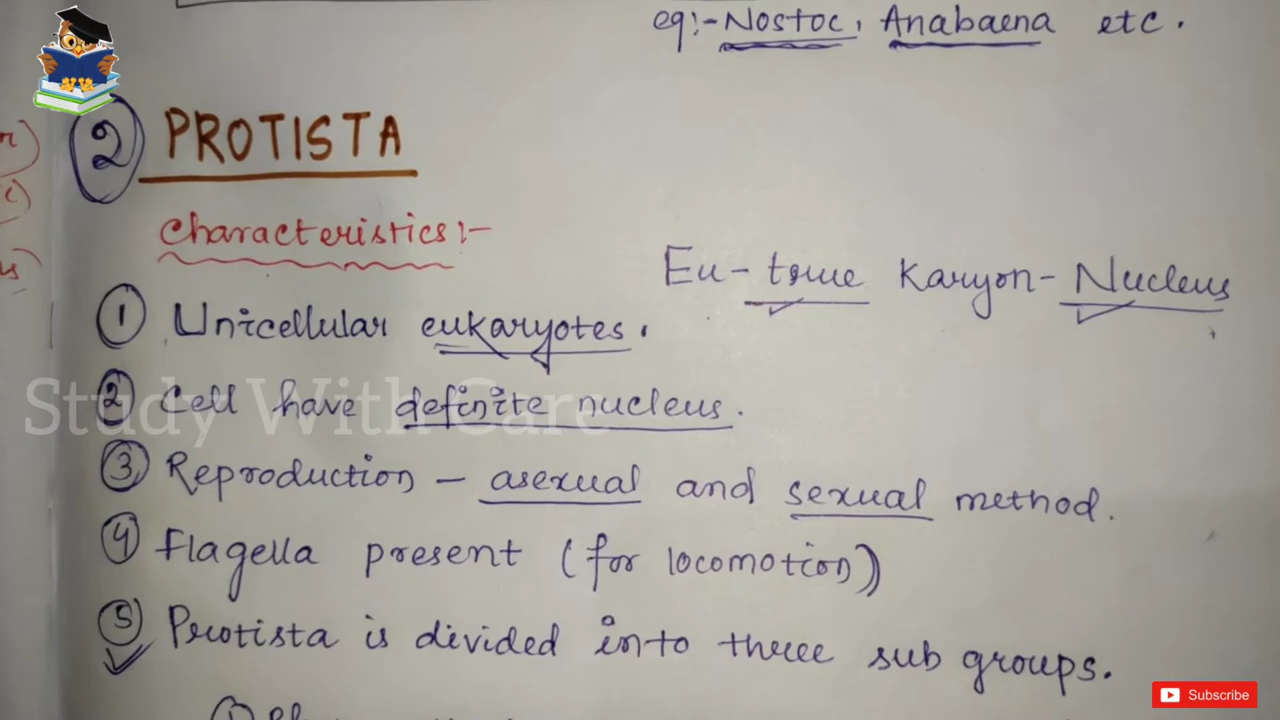 eg:- Nostoc, Anabaena etc.
② PROTISTA
Characteristics:-
Eu - true Karyon - Nucleus
① Unicellular eukaryotes.
② Cell have definite nucleus.
Study With Care
③ Reproduction - asexual and sexual method.
④ Flagella present (for locomotion)
⑤ Protista is divided into three sub groups.
Subscribe